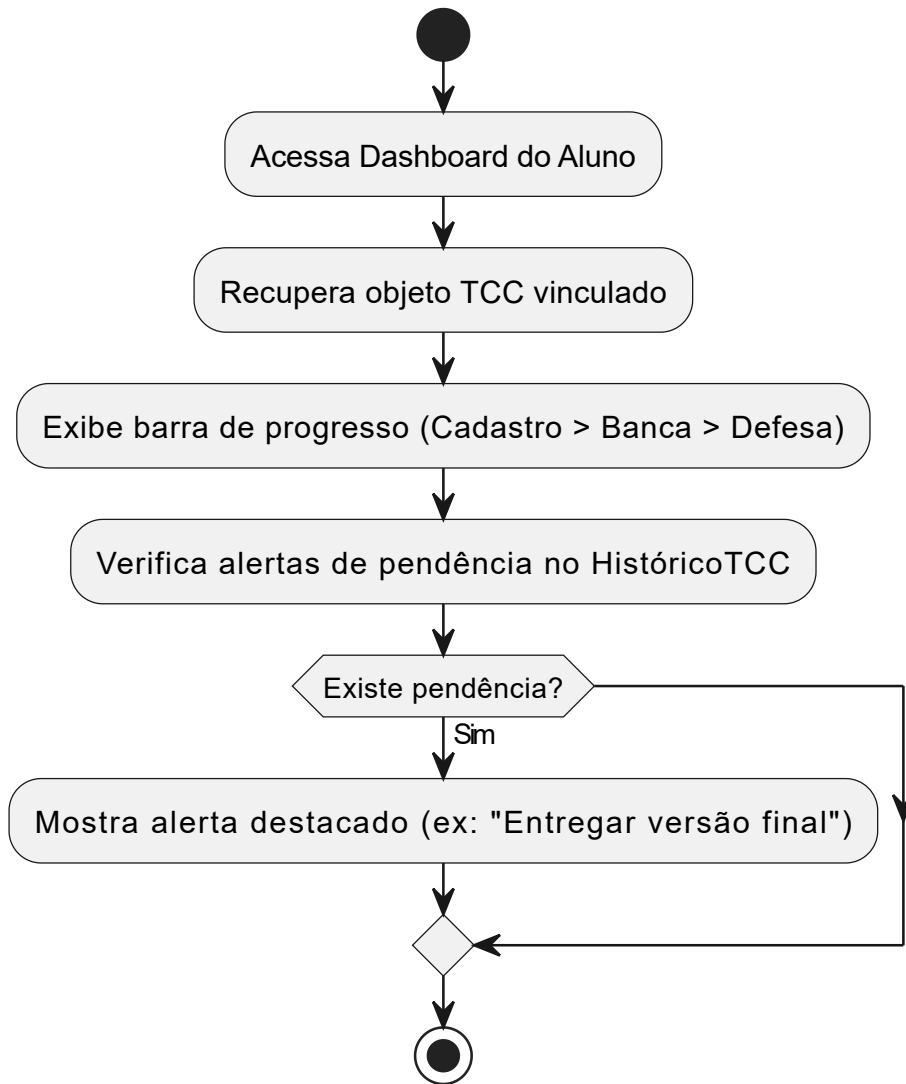 Acessa Dashboard do Aluno
Recupera objeto TCC vinculado
Exibe barra de progresso (Cadastro > Banca > Defesa)
Verifica alertas de pendência no HistóricoTCC
Existe pendência?
Sim
Mostra alerta destacado (ex: "Entregar versão final")